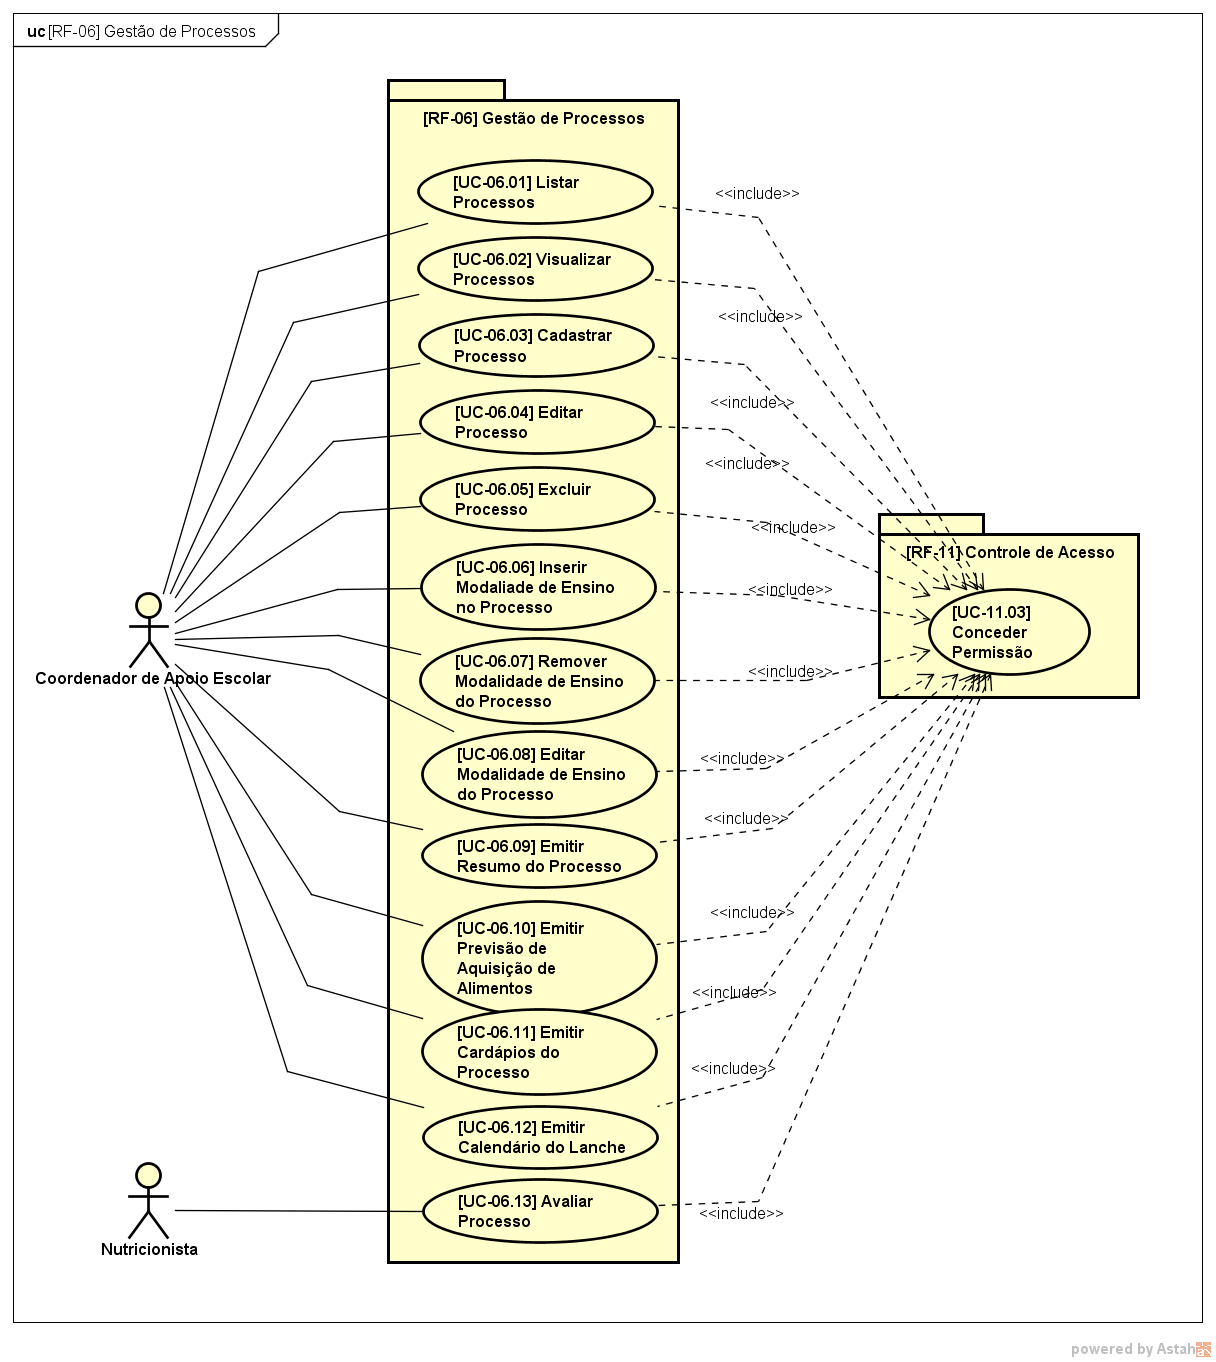 uc [RF-06] Gestão de Processos
[RF-06] Gestão de Processos
[UC-06.01] Listar
Processos
<<include>>
[UC-06.02] Visualizar
Processos
<<include>>
[UC-06.03] Cadastrar
Processo
<<include>>
[UC-06.04] Editar
Processo
<<include>>
[UC-06.05] Excluir
Processo
<<include>>
[UC-06.06] Inserir
Modaliade de Ensino
no Processo
<<include>>
[RF-11] Controle de Acesso
[UC-11.03]
Conceder
Permissão
Coordenador de Apoio Escolar
[UC-06.07] Remover
Modalidade de Ensino
do Processo
<<include>>
[UC-06.08] Editar
Modalidade de Ensino
do Processo
<<include>>
[UC-06.09] Emitir
Resumo do Processo
<<include>>
[UC-06.10] Emitir
Previsão de
Aquisição de
Alimentos
<<include>>
[UC-06.11] Emitir
Cardápios do
Processo
<<include>>
[UC-06.12] Emitir
Calendário do Lanche
<<include>>
[UC-06.13] Avaliar
Processo
<<include>>
Nutricionista
powered by Astah